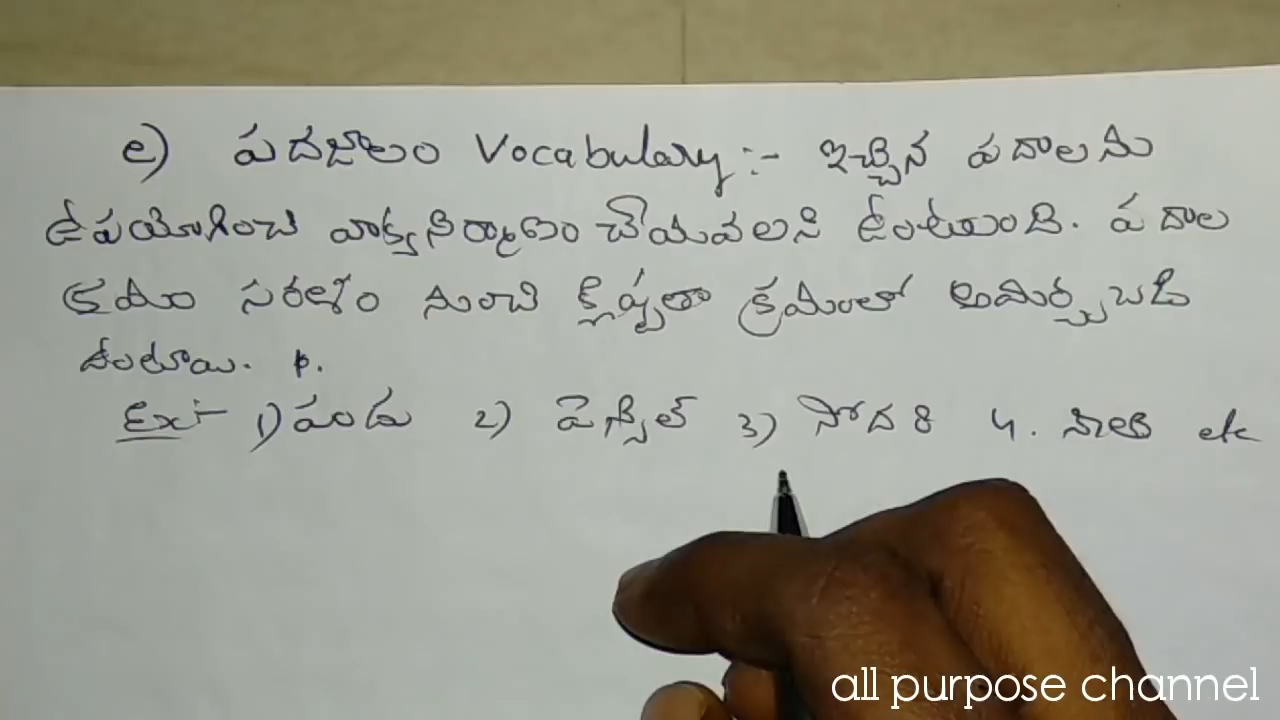 e) పదజాలం Vocabulary:- ఇచ్చిన పదాలను
ఉపయోగించి వాక్యనిర్మాణం చేయవలసి ఉంటుంది. పదాల
క్రమం సరళం నుంచి క్లిష్టతా క్రమంలో అమర్చబడి
ఉంటాయి.
Ex:- 1) పండు 2) పెన్సిల్ 3) సోదరి 4. etc
all purpose channel